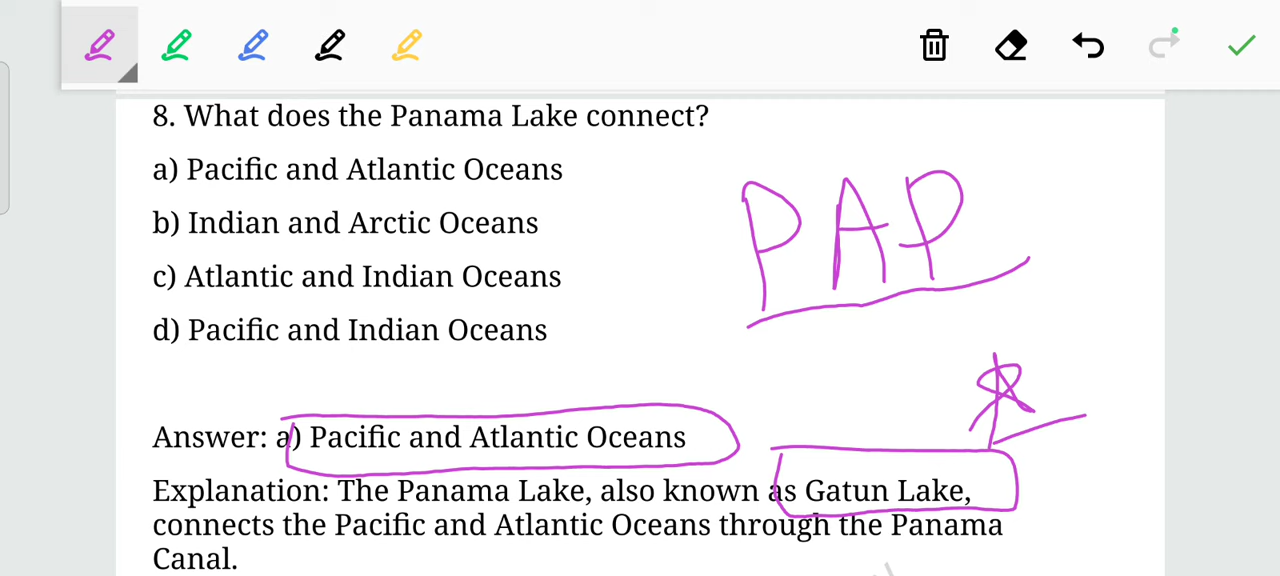 8. What does the Panama Lake connect?
a) Pacific and Atlantic Oceans
b) Indian and Arctic Oceans
c) Atlantic and Indian Oceans
d) Pacific and Indian Oceans
PAP
Answer: a) Pacific and Atlantic Oceans
Explanation: The Panama Lake, also known as Gatun Lake,
connects the Pacific and Atlantic Oceans through the Panama
Canal.